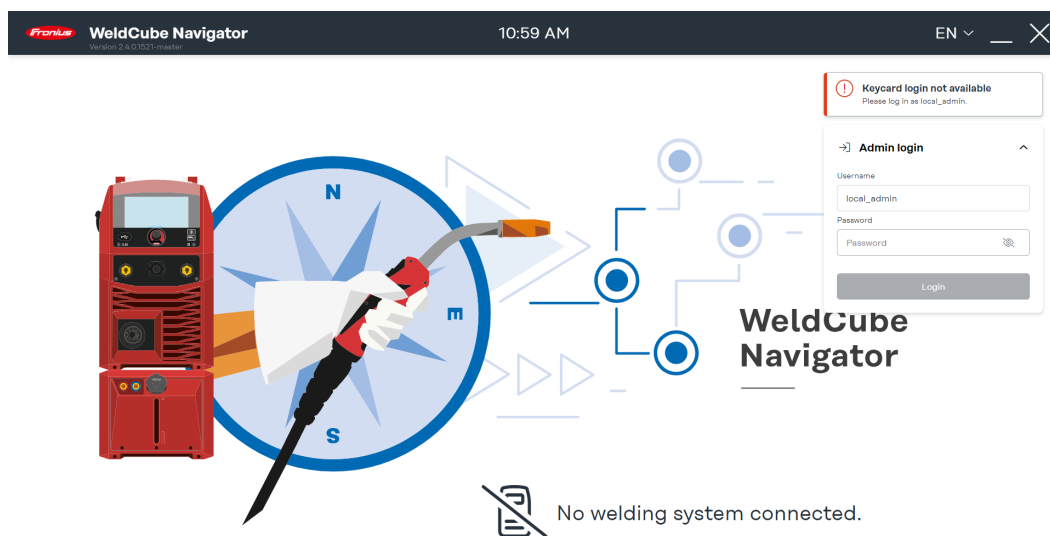 Fronius
WeldCube Navigator
Version 2.4.0.1521-master
10:59 AM
EN
Keycard login not available
Please log in as local_admin.
Admin login
Username
local_admin
Password
Password
Login
N
E
S
WeldCube
Navigator
No welding system connected.